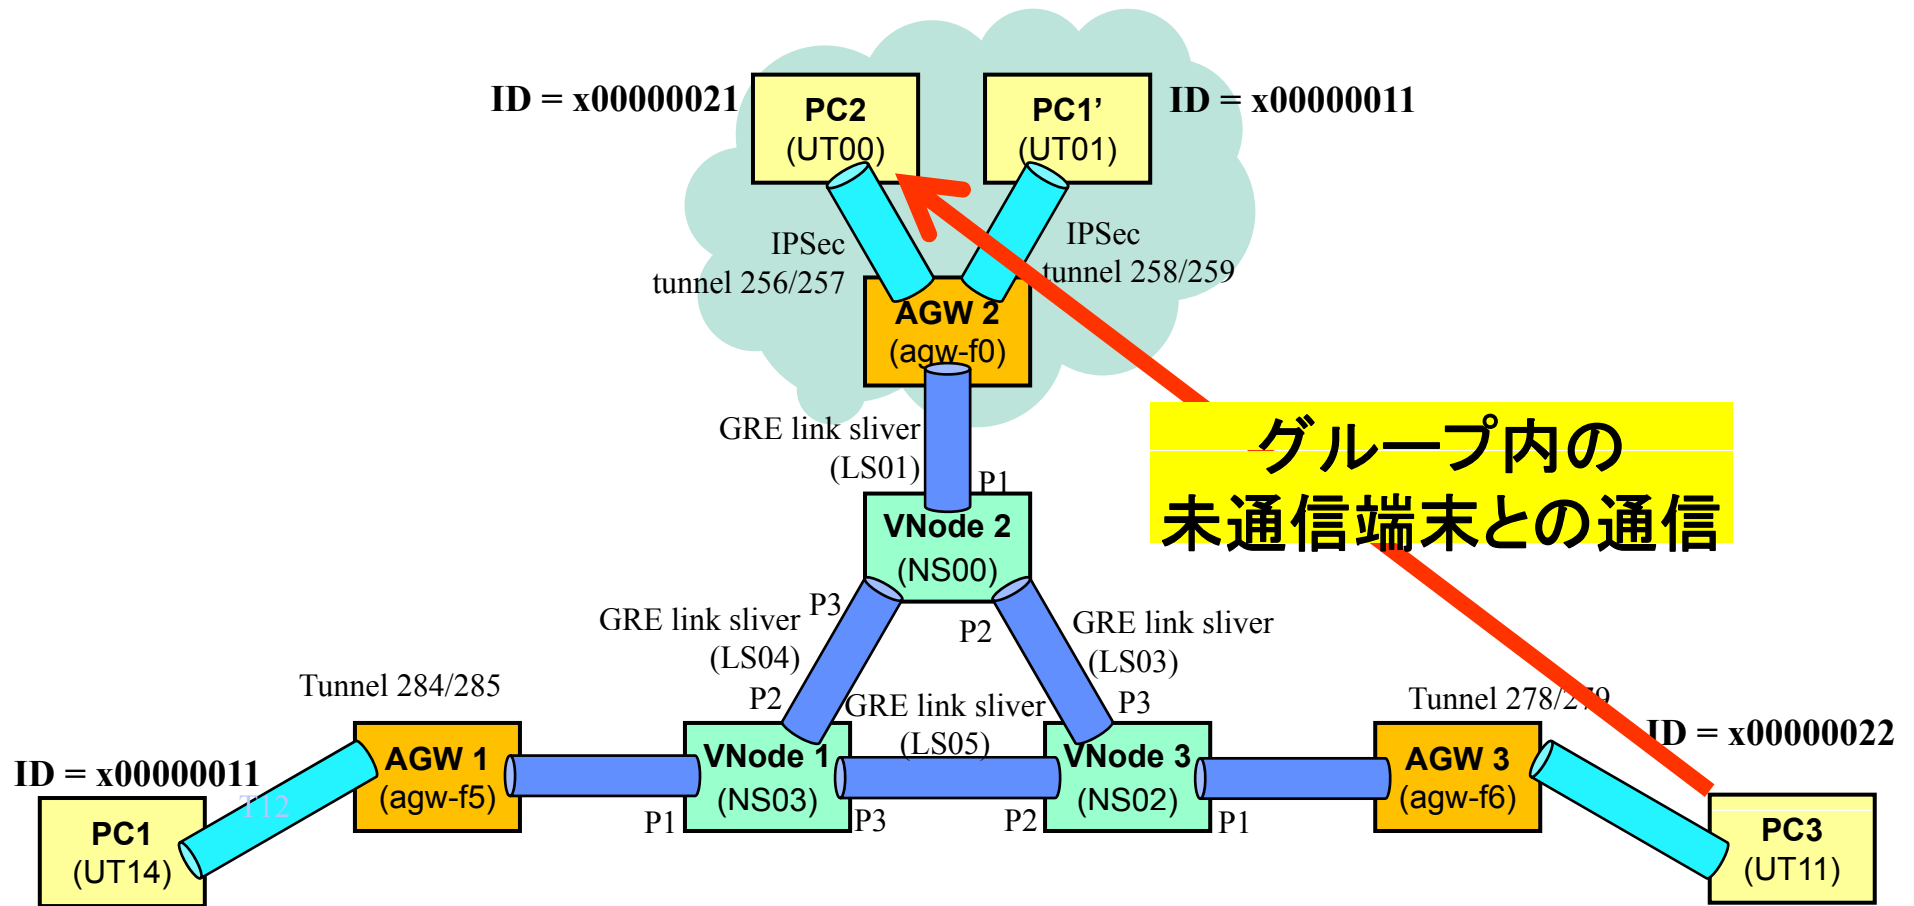 ID = x00000021
PC2
(UT00)
PC1’
(UT01)
ID = x00000011
IPSec
tunnel 256/257
IPSec
tunnel 258/259
AGW 2
(agw-f0)
GRE link sliver
(LS01)
P1
グループ内の
未通信端末との通信
VNode 2
(NS00)
P3
P2
GRE link sliver
(LS04)
GRE link sliver
(LS03)
P2
P3
GRE link sliver
(LS05)
Tunnel 284/285
Tunnel 278/279
ID = x00000011
T12
PC1
(UT14)
AGW 1
(agw-f5)
P1
VNode 1
(NS03)
P3
P2
VNode 3
(NS02)
P1
AGW 3
(agw-f6)
ID = x00000022
PC3
(UT11)